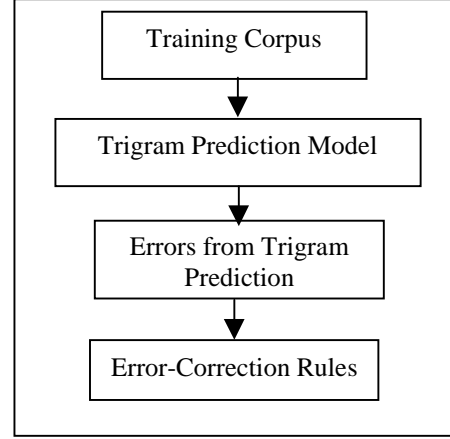 Training Corpus
Trigram Prediction Model
Errors from Trigram
Prediction
Error-Correction Rules